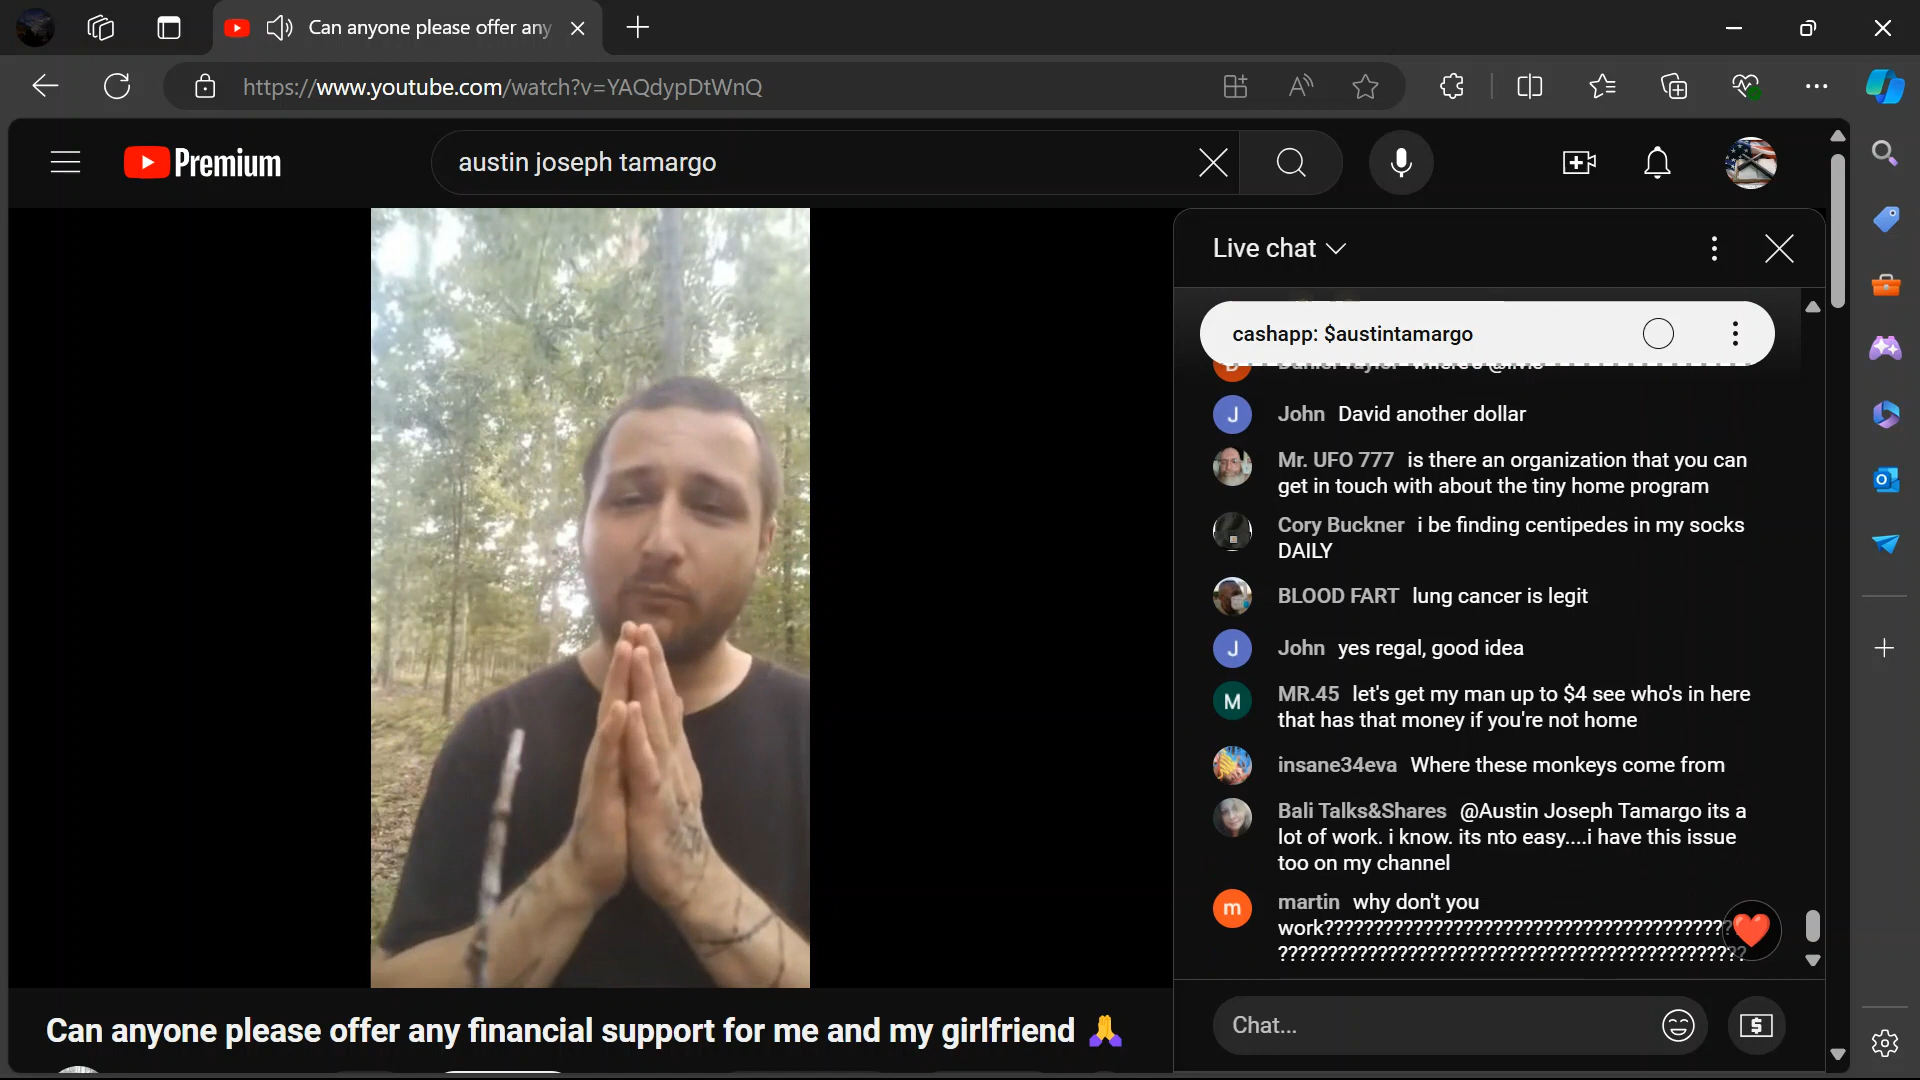 Can anyone please offer any
https://www.youtube.com/watch?v=YAQdypDtWnQ
Premium
austin joseph tamargo
Live chat
cashapp: $austintamargo
John David another dollar
Mr. UFO 777 is there an organization that you can
get in touch with about the tiny home program
Cory Buckner i be finding centipedes in my socks
DAILY
BLOOD FART lung cancer is legit
John yes regal, good idea
MR.45 let's get my man up to $4 see who's in here
that has that money if you're not home
insane34eva Where these monkeys come from
Bali Talks&Shares @Austin Joseph Tamargo its a
lot of work. i know. its nto easy....i have this issue
too on my channel
martin why don't you
work????????????????????????????????????????
???????????????????????????????????????????????
Chat...
Can anyone please offer any financial support for me and my girlfriend 🙏